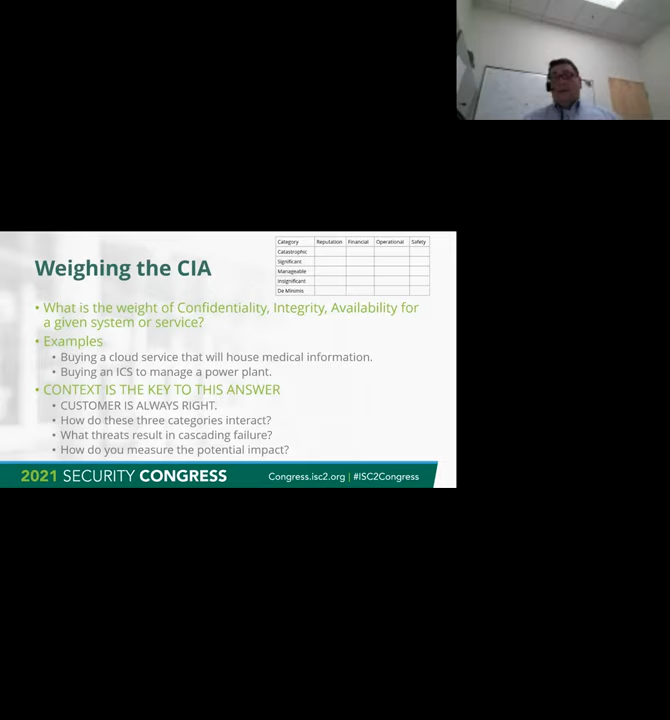 Weighing the CIA
Category Reputation Financial Operational Safety
Catastrophic
Significant
Manageable
Insignificant
De Minimis
• What is the weight of Confidentiality, Integrity, Availability for
a given system or service?
• Examples
• Buying a cloud service that will house medical information.
• Buying an ICS to manage a power plant.
• CONTEXT IS THE KEY TO THIS ANSWER
• CUSTOMER IS ALWAYS RIGHT.
• How do these three categories interact?
• What threats result in cascading failure?
• How do you measure the potential impact?
2021 SECURITY CONGRESS
Congress.isc2.org | #ISC2Congress